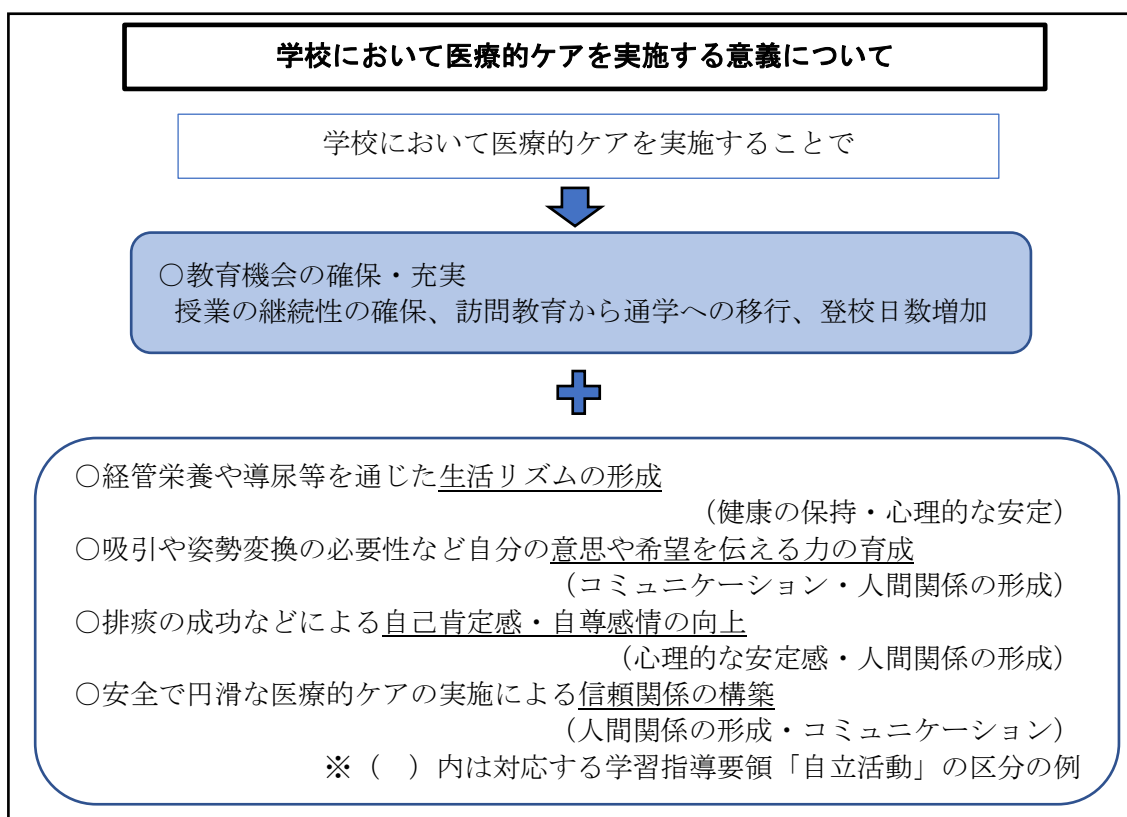 学校において医療的ケアを実施する意義について
学校において医療的ケアを実施することで
○教育機会の確保・充実
授業の継続性の確保、訪問教育から通学への移行、登校日数増加
○経管栄養や導尿等を通じた生活リズムの形成
（健康の保持・心理的な安定）
○吸引や姿勢変換の必要性など自分の意思や希望を伝える力の育成
（コミュニケーション・人間関係の形成）
○排痰の成功などによる自己肯定感・自尊感情の向上
（心理的な安定感・人間関係の形成）
○安全で円滑な医療的ケアの実施による信頼関係の構築
（人間関係の形成・コミュニケーション）
※（　）内は対応する学習指導要領「自立活動」の区分の例